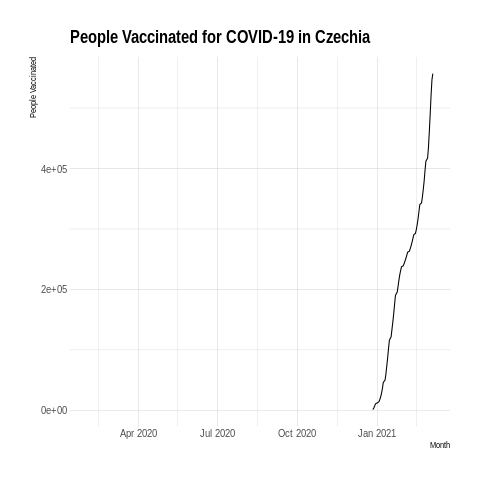 People Vaccinated for COVID-19 in Czechia
People Vaccinated
4e+05
2e+05
0e+00
Apr 2020 Jul 2020 Oct 2020 Jan 2021
Month